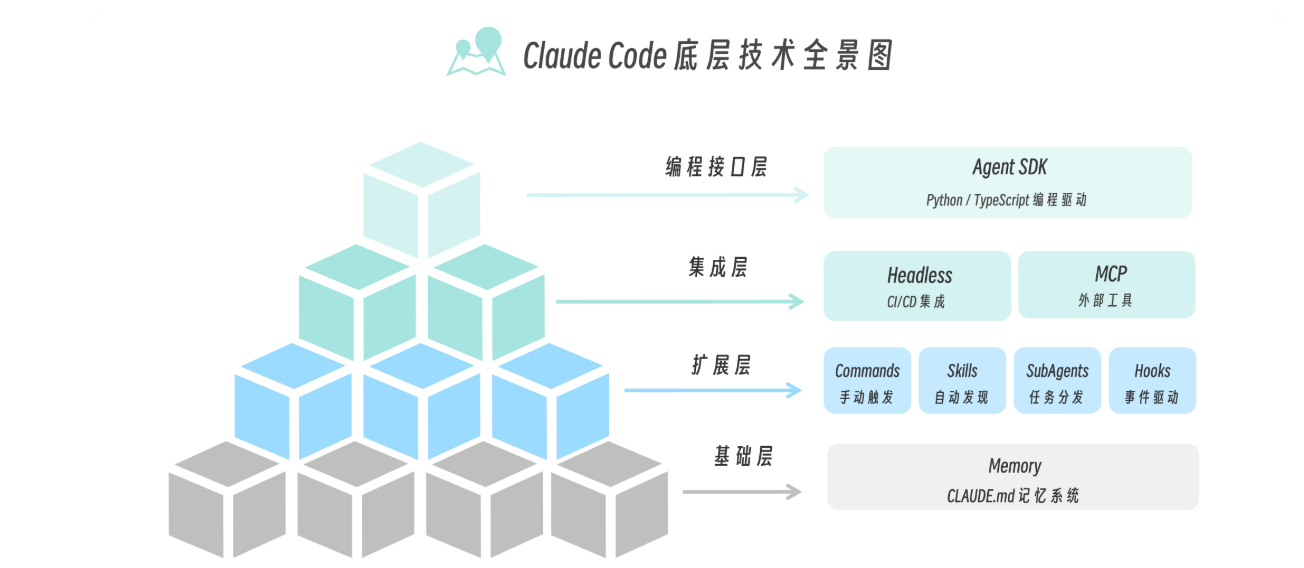 Claude Code 底层技术全景图
编程接口层
Agent SDK
Python / TypeScript 编程驱动
集成层
Headless
CI/CD 集成
MCP
外部工具
扩展层
Commands
手动触发
Skills
自动发现
SubAgents
任务分发
Hooks
事件驱动
基础层
Memory
CLAUDE.md 记忆系统